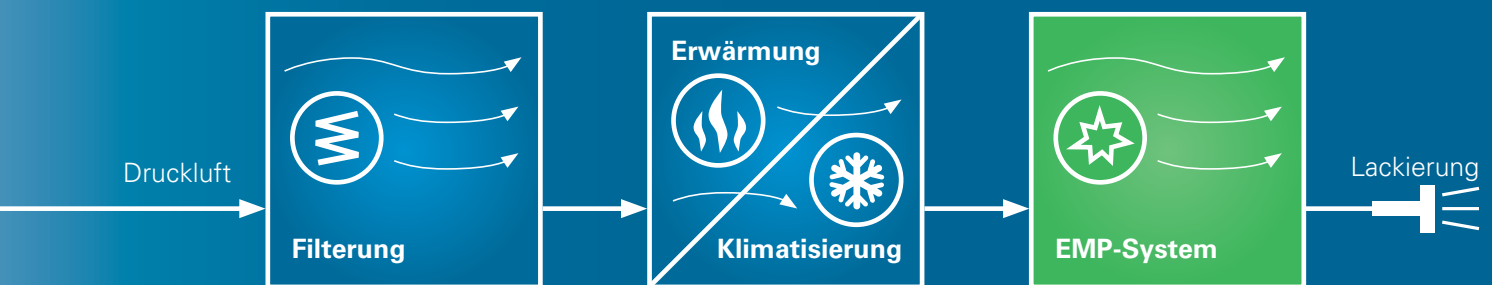 Druckluft
Filterung
Erwärmung
Klimatisierung
EMP-System
Lackierung